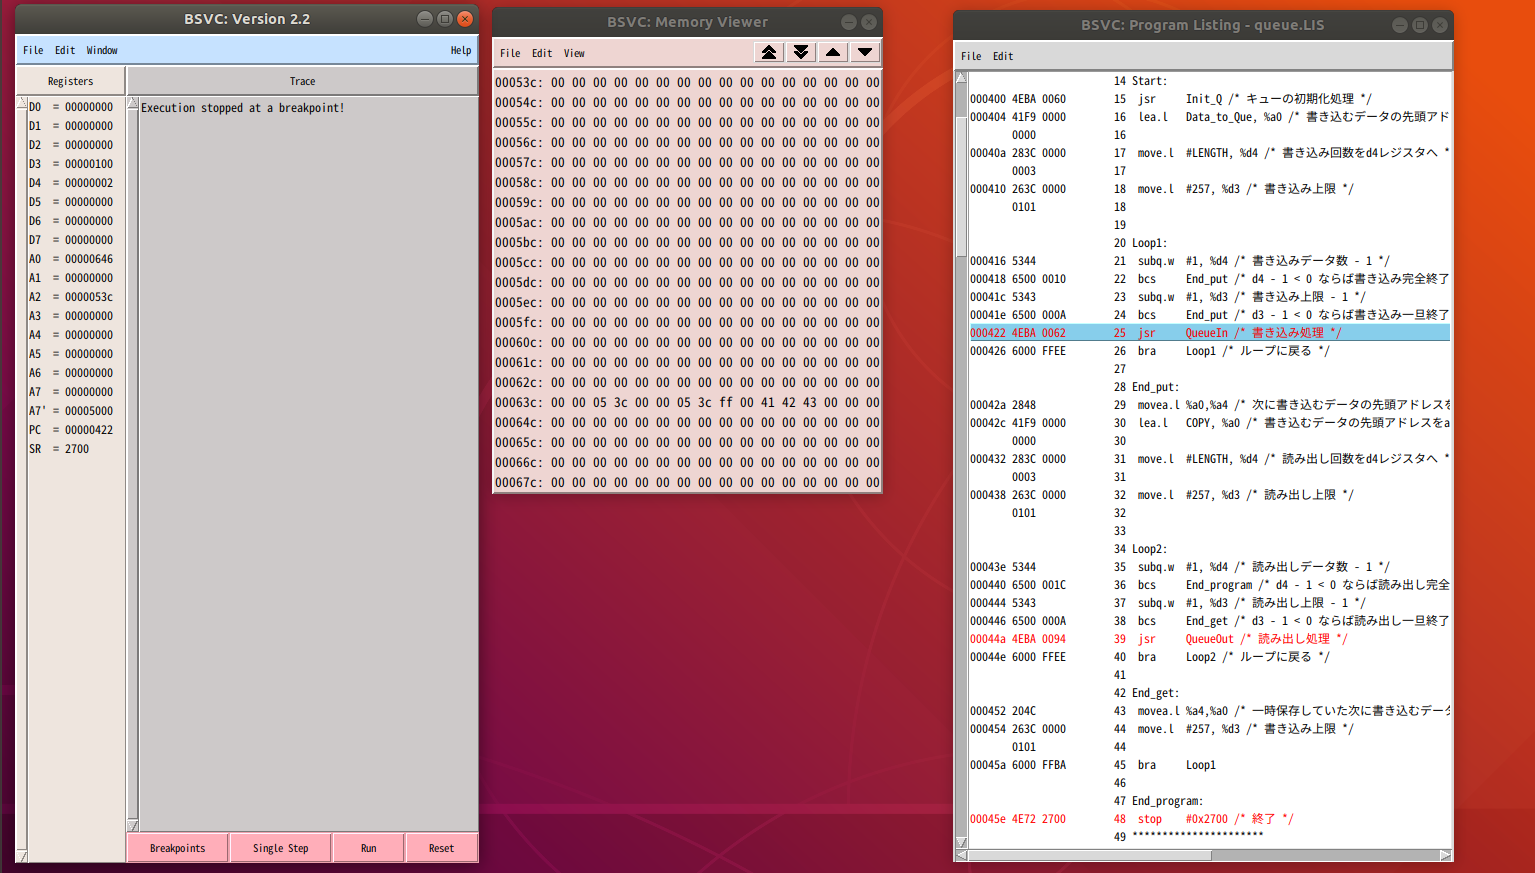 BSVC: Version 2.2
File Edit Window Help
Registers Trace
D0 = 00000000
D1 = 00000000
D2 = 00000000
D3 = 00000100
D4 = 00000002
D5 = 00000000
D6 = 00000000
D7 = 00000000
A0 = 00000646
A1 = 00000000
A2 = 0000053c
A3 = 00000000
A4 = 00000000
A5 = 00000000
A6 = 00000000
A7 = 00000000
A7' = 00005000
PC = 00000422
SR = 2700
Execution stopped at a breakpoint!
Breakpoints Single Step Run Reset
BSVC: Memory Viewer
File Edit View
00053c: 00 00 00 00 00 00 00 00 00 00 00 00 00 00 00 00
00054c: 00 00 00 00 00 00 00 00 00 00 00 00 00 00 00 00
00055c: 00 00 00 00 00 00 00 00 00 00 00 00 00 00 00 00
00056c: 00 00 00 00 00 00 00 00 00 00 00 00 00 00 00 00
00057c: 00 00 00 00 00 00 00 00 00 00 00 00 00 00 00 00
00058c: 00 00 00 00 00 00 00 00 00 00 00 00 00 00 00 00
00059c: 00 00 00 00 00 00 00 00 00 00 00 00 00 00 00 00
0005ac: 00 00 00 00 00 00 00 00 00 00 00 00 00 00 00 00
0005bc: 00 00 00 00 00 00 00 00 00 00 00 00 00 00 00 00
0005cc: 00 00 00 00 00 00 00 00 00 00 00 00 00 00 00 00
0005dc: 00 00 00 00 00 00 00 00 00 00 00 00 00 00 00 00
0005ec: 00 00 00 00 00 00 00 00 00 00 00 00 00 00 00 00
0005fc: 00 00 00 00 00 00 00 00 00 00 00 00 00 00 00 00
00060c: 00 00 00 00 00 00 00 00 00 00 00 00 00 00 00 00
00061c: 00 00 00 00 00 00 00 00 00 00 00 00 00 00 00 00
00062c: 00 00 00 00 00 00 00 00 00 00 00 00 00 00 00 00
00063c: 00 00 05 3c 00 00 05 3c ff 00 41 42 43 00 00 00
00064c: 00 00 00 00 00 00 00 00 00 00 00 00 00 00 00 00
00065c: 00 00 00 00 00 00 00 00 00 00 00 00 00 00 00 00
00066c: 00 00 00 00 00 00 00 00 00 00 00 00 00 00 00 00
00067c: 00 00 00 00 00 00 00 00 00 00 00 00 00 00 00 00
BSVC: Program Listing - queue.LIS
File Edit
14 Start:
000400 4EBA 0060 15 jsr Init_Q /* キューの初期化処理 */
000404 41F9 0000 16 lea.l Data_to_Que, %a0 /* 書き込むデータの先頭アド
0000 16
00040a 283C 0000 17 move.l #LENGTH, %d4 /* 書き込み回数をd4レジスタへ *
0003 17
000410 263C 0000 18 move.l #257, %d3 /* 書き込み上限 */
0101 18
19
20 Loop1:
000416 5344 21 subq.w #1, %d4 /* 書き込みデータ数 - 1 */
000418 6500 0010 22 bcs End_put /* d4 - 1 < 0 ならば書き込み完全終了
00041c 5343 23 subq.w #1, %d3 /* 書き込み上限 - 1 */
00041e 6500 000A 24 bcs End_put /* d3 - 1 < 0 ならば書き込み一旦終了
000422 4EBA 0062 25 jsr QueueIn /* 書き込み処理 */
000426 6000 FFEE 26 bra Loop1 /* ループに戻る */
27
28 End_put:
00042a 2848 29 movea.l %a0,%a4 /* 次に書き込むデータの先頭アドレスを
00042c 41F9 0000 30 lea.l COPY, %a0 /* 書き込むデータの先頭アドレスをa
0000 30
000432 283C 0000 31 move.l #LENGTH, %d4 /* 読み出し回数をd4レジスタへ *
0003 31
000438 263C 0000 32 move.l #257, %d3 /* 読み出し上限 */
0101 32
33
34 Loop2:
00043e 5344 35 subq.w #1, %d4 /* 読み出しデータ数 - 1 */
000440 6500 001C 36 bcs End_program /* d4 - 1 < 0 ならば読み出し完全
000444 5343 37 subq.w #1, %d3 /* 読み出し上限 - 1 */
000446 6500 000A 38 bcs End_get /* d3 - 1 < 0 ならば読み出し一旦終了
00044a 4EBA 0094 39 jsr QueueOut /* 読み出し処理 */
00044e 6000 FFEE 40 bra Loop2 /* ループに戻る */
41
42 End_get:
000452 204C 43 movea.l %a4,%a0 /* 一時保存していた次に書き込むデータ
000454 263C 0000 44 move.l #257, %d3 /* 書き込み上限 */
0101 44
00045a 6000 FFBA 45 bra Loop1
46
47 End_program:
00045e 4E72 2700 48 stop #0x2700 /* 終了 */
49 **********************